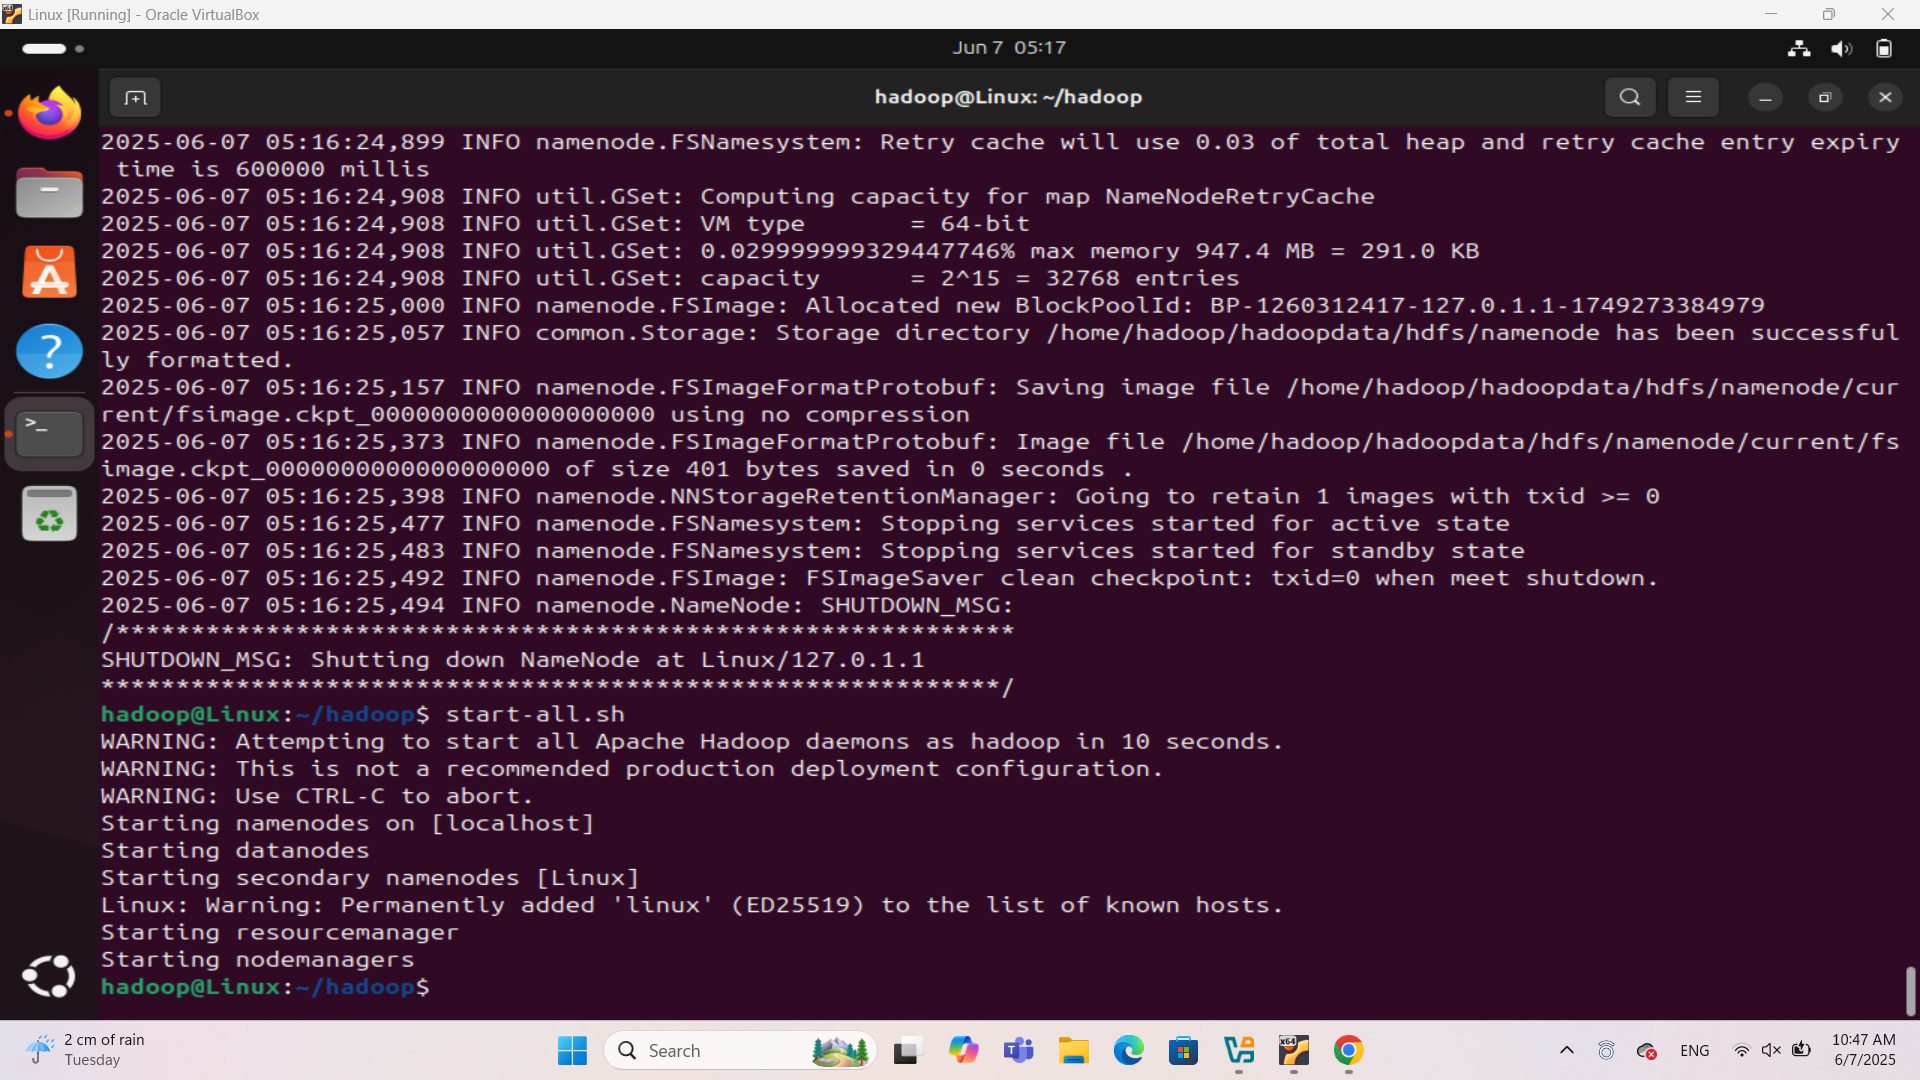 Linux [Running] - Oracle VirtualBox
Jun 7 05:17
hadoop@Linux: ~/hadoop
2025-06-07 05:16:24,899 INFO namenode.FSNamesystem: Retry cache will use 0.03 of total heap and retry cache entry expiry
 time is 600000 millis
2025-06-07 05:16:24,908 INFO util.GSet: Computing capacity for map NameNodeRetryCache
2025-06-07 05:16:24,908 INFO util.GSet: VM type       = 64-bit
2025-06-07 05:16:24,908 INFO util.GSet: 0.029999999329447746% max memory 947.4 MB = 291.0 KB
2025-06-07 05:16:24,908 INFO util.GSet: capacity      = 2^15 = 32768 entries
2025-06-07 05:16:25,000 INFO namenode.FSImage: Allocated new BlockPoolId: BP-1260312417-127.0.1.1-1749273384979
2025-06-07 05:16:25,057 INFO common.Storage: Storage directory /home/hadoop/hadoopdata/hdfs/namenode has been successful
ly formatted.
2025-06-07 05:16:25,157 INFO namenode.FSImageFormatProtobuf: Saving image file /home/hadoop/hadoopdata/hdfs/namenode/cur
rent/fsimage.ckpt_0000000000000000000 using no compression
2025-06-07 05:16:25,373 INFO namenode.FSImageFormatProtobuf: Image file /home/hadoop/hadoopdata/hdfs/namenode/current/fs
image.ckpt_0000000000000000000 of size 401 bytes saved in 0 seconds .
2025-06-07 05:16:25,398 INFO namenode.NNStorageRetentionManager: Going to retain 1 images with txid >= 0
2025-06-07 05:16:25,477 INFO namenode.FSNamesystem: Stopping services started for active state
2025-06-07 05:16:25,483 INFO namenode.FSNamesystem: Stopping services started for standby state
2025-06-07 05:16:25,492 INFO namenode.FSImage: FSImageSaver clean checkpoint: txid=0 when meet shutdown.
2025-06-07 05:16:25,494 INFO namenode.NameNode: SHUTDOWN_MSG:
/************************************************************
SHUTDOWN_MSG: Shutting down NameNode at Linux/127.0.1.1
************************************************************/
hadoop@Linux:~/hadoop$ start-all.sh
WARNING: Attempting to start all Apache Hadoop daemons as hadoop in 10 seconds.
WARNING: This is not a recommended production deployment configuration.
WARNING: Use CTRL-C to abort.
Starting namenodes on [localhost]
Starting datanodes
Starting secondary namenodes [Linux]
Linux: Warning: Permanently added 'linux' (ED25519) to the list of known hosts.
Starting resourcemanager
Starting nodemanagers
hadoop@Linux:~/hadoop$
2 cm of rain
Tuesday
Search
ENG
10:47 AM
6/7/2025